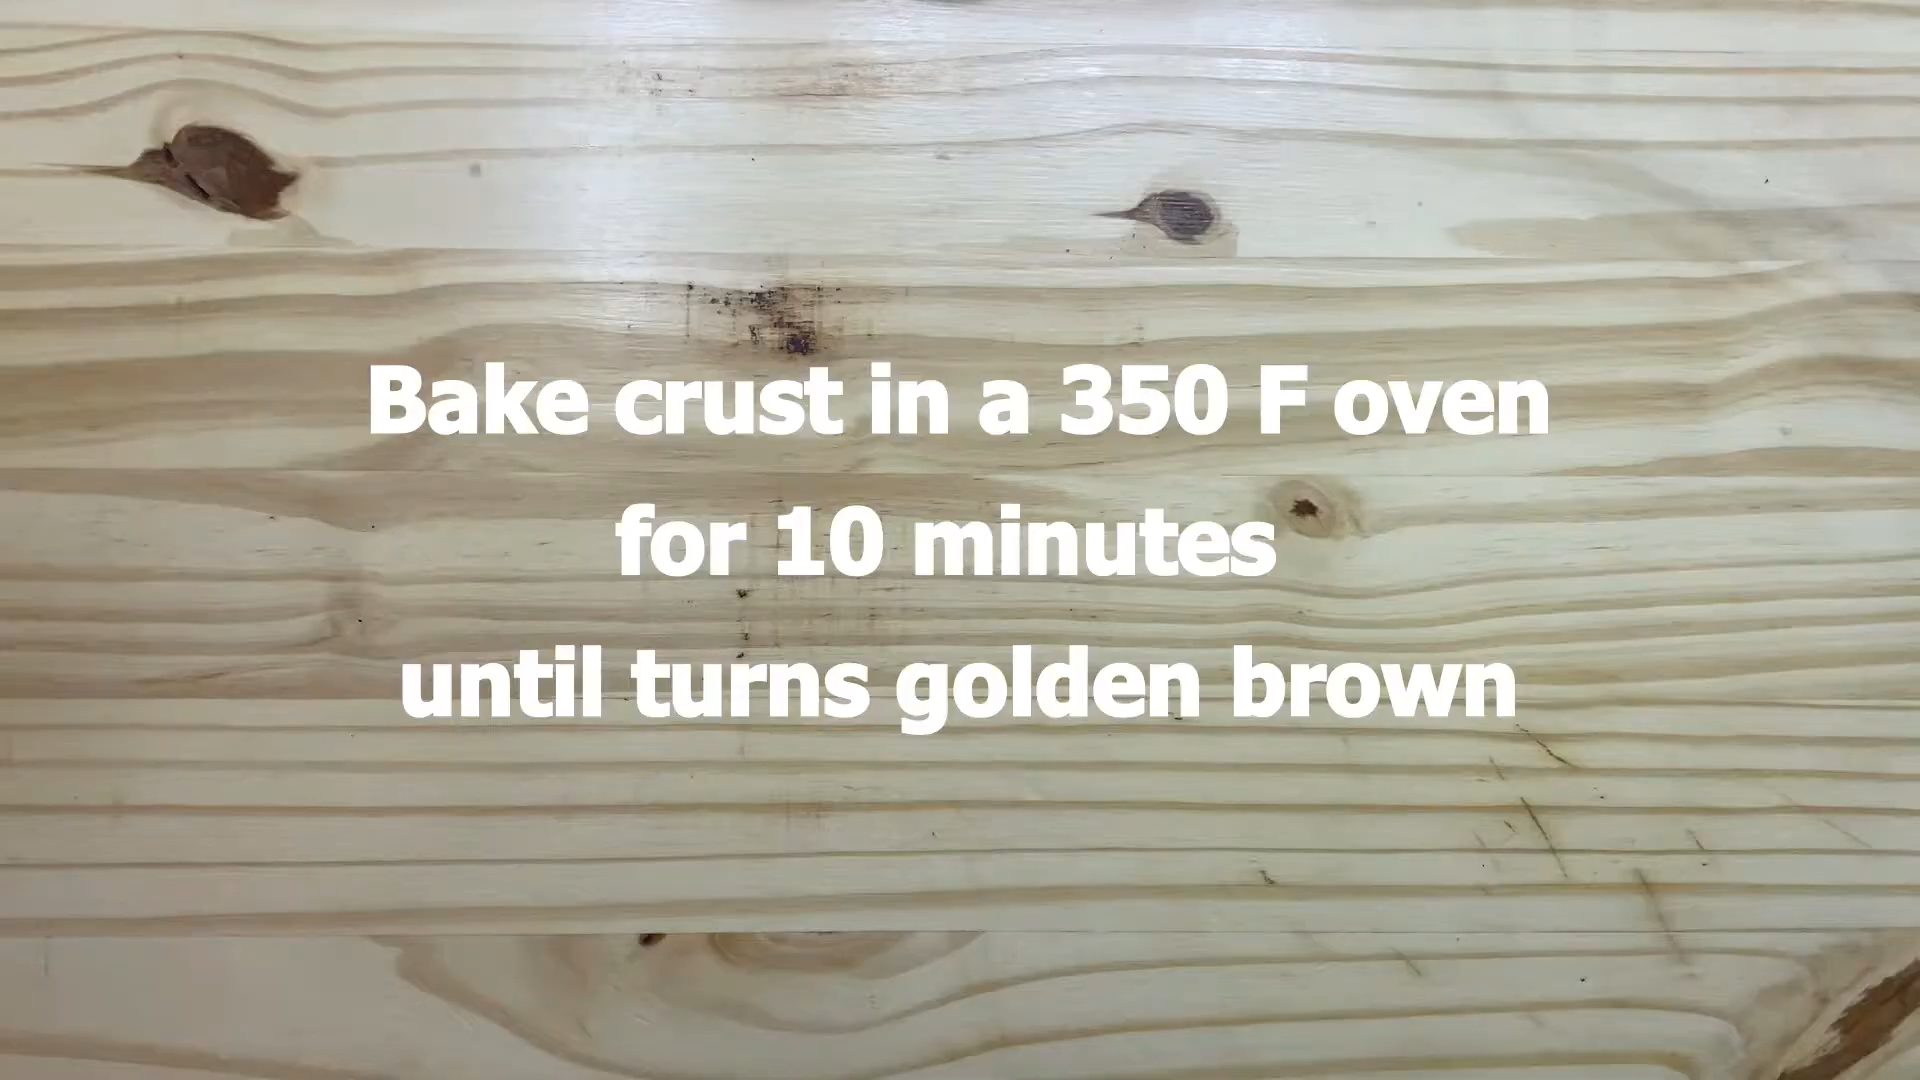 Bake crust in a 350 F oven
for 10 minutes
until turns golden brown